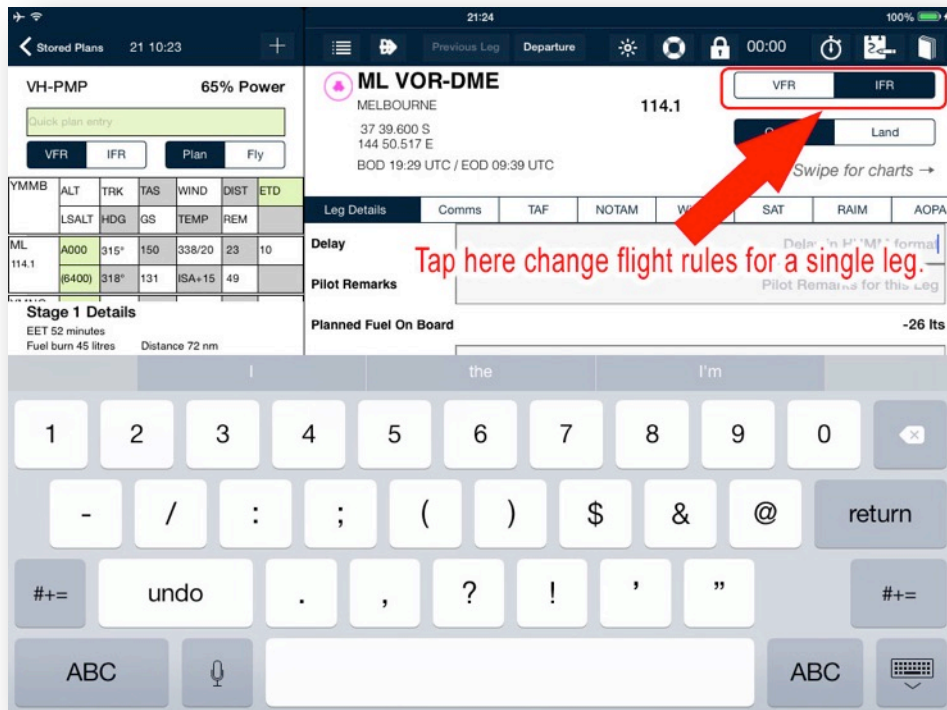 21:24
100%
Stored Plans 21 10:23 +
Previous Leg Departure 00:00
VH-PMP 65% Power
Quick plan entry
VFR IFR Plan Fly
YMMB ALT TRK TAS WIND DIST ETD
LSALT HDG GS TEMP REM
ML A000 315° 150 338/20 23 10
114.1 (6400) 318° 131 ISA+15 49
Stage 1 Details
EET 52 minutes
Fuel burn 45 litres Distance 72 nm
ML VOR-DME
MELBOURNE 114.1
37 39.600 S
144 50.517 E
BOD 19:29 UTC / EOD 09:39 UTC
VFR IFR
Land
Swipe for charts →
Leg Details Comms TAF NOTAM SAT RAIM AOPA
Delay
Delay in HHMM format
Tap here change flight rules for a single leg.
Pilot Remarks
Pilot Remarks for this Leg
Planned Fuel On Board -26 lts
I the I'm
1 2 3 4 5 6 7 8 9 0
- / : ; ( ) $ & @ return
#+= undo . , ? ! ' " #+=
ABC ABC